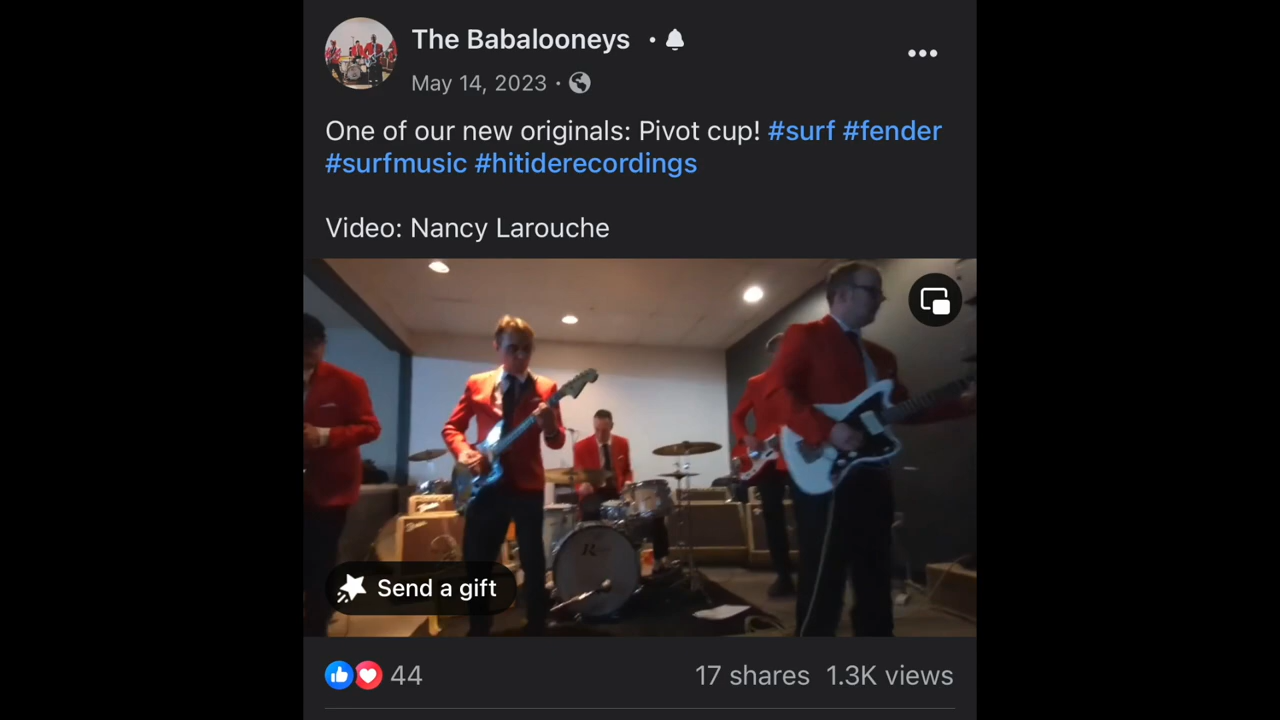 The Babalooneys ·
May 14, 2023 ·
One of our new originals: Pivot cup! #surf #fender
#surfmusic #hitiderecordings
Video: Nancy Larouche
Send a gift
44
17 shares 1.3K views